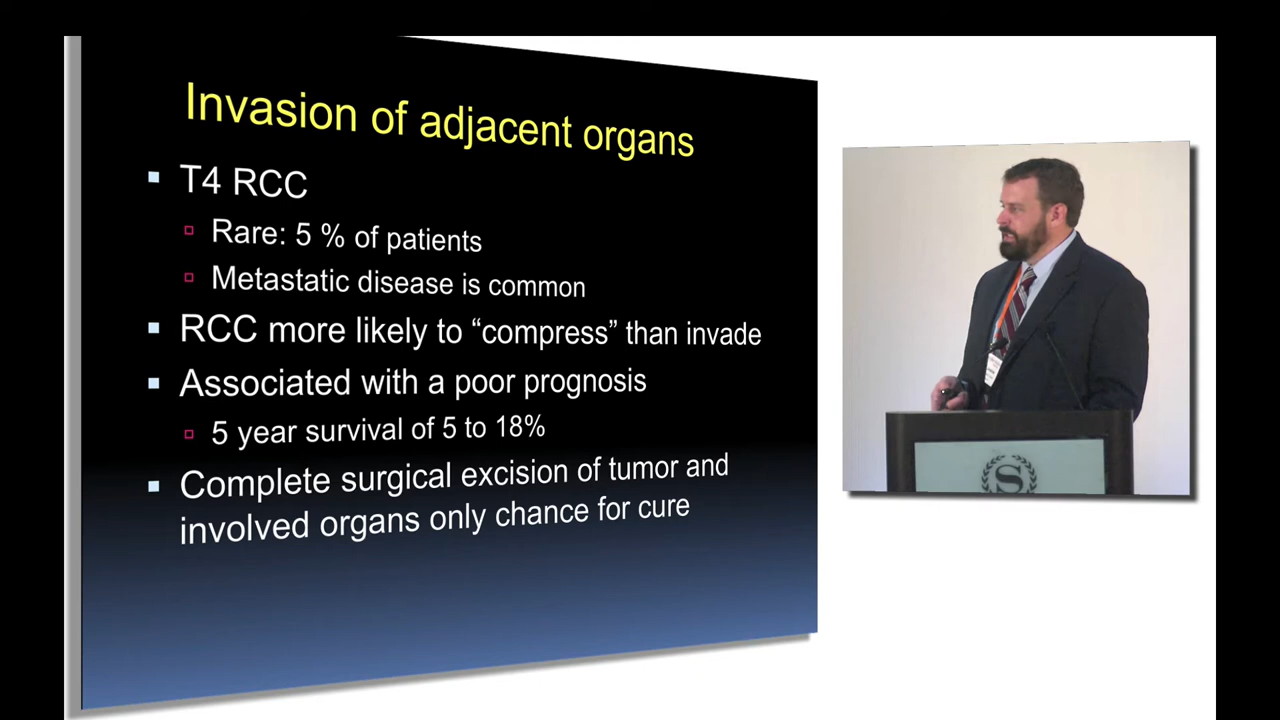 Invasion of adjacent organs
T4 RCC
Rare: 5 % of patients
Metastatic disease is common
RCC more likely to “compress” than invade
Associated with a poor prognosis
5 year survival of 5 to 18%
Complete surgical excision of tumor and
involved organs only chance for cure
S